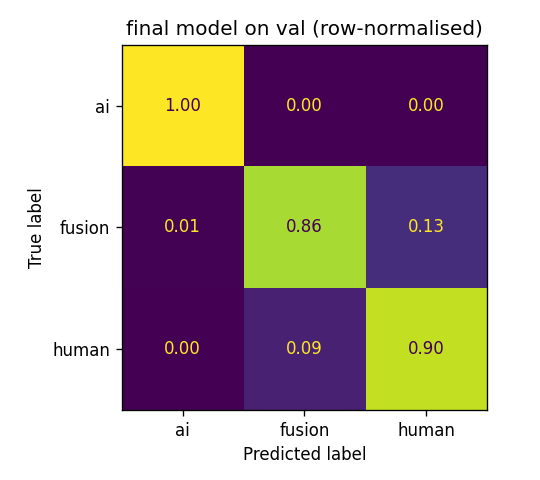 final model on val (row-normalised)
True label
ai 1.00 0.00 0.00
fusion 0.01 0.86 0.13
human 0.00 0.09 0.90
ai fusion human
Predicted label